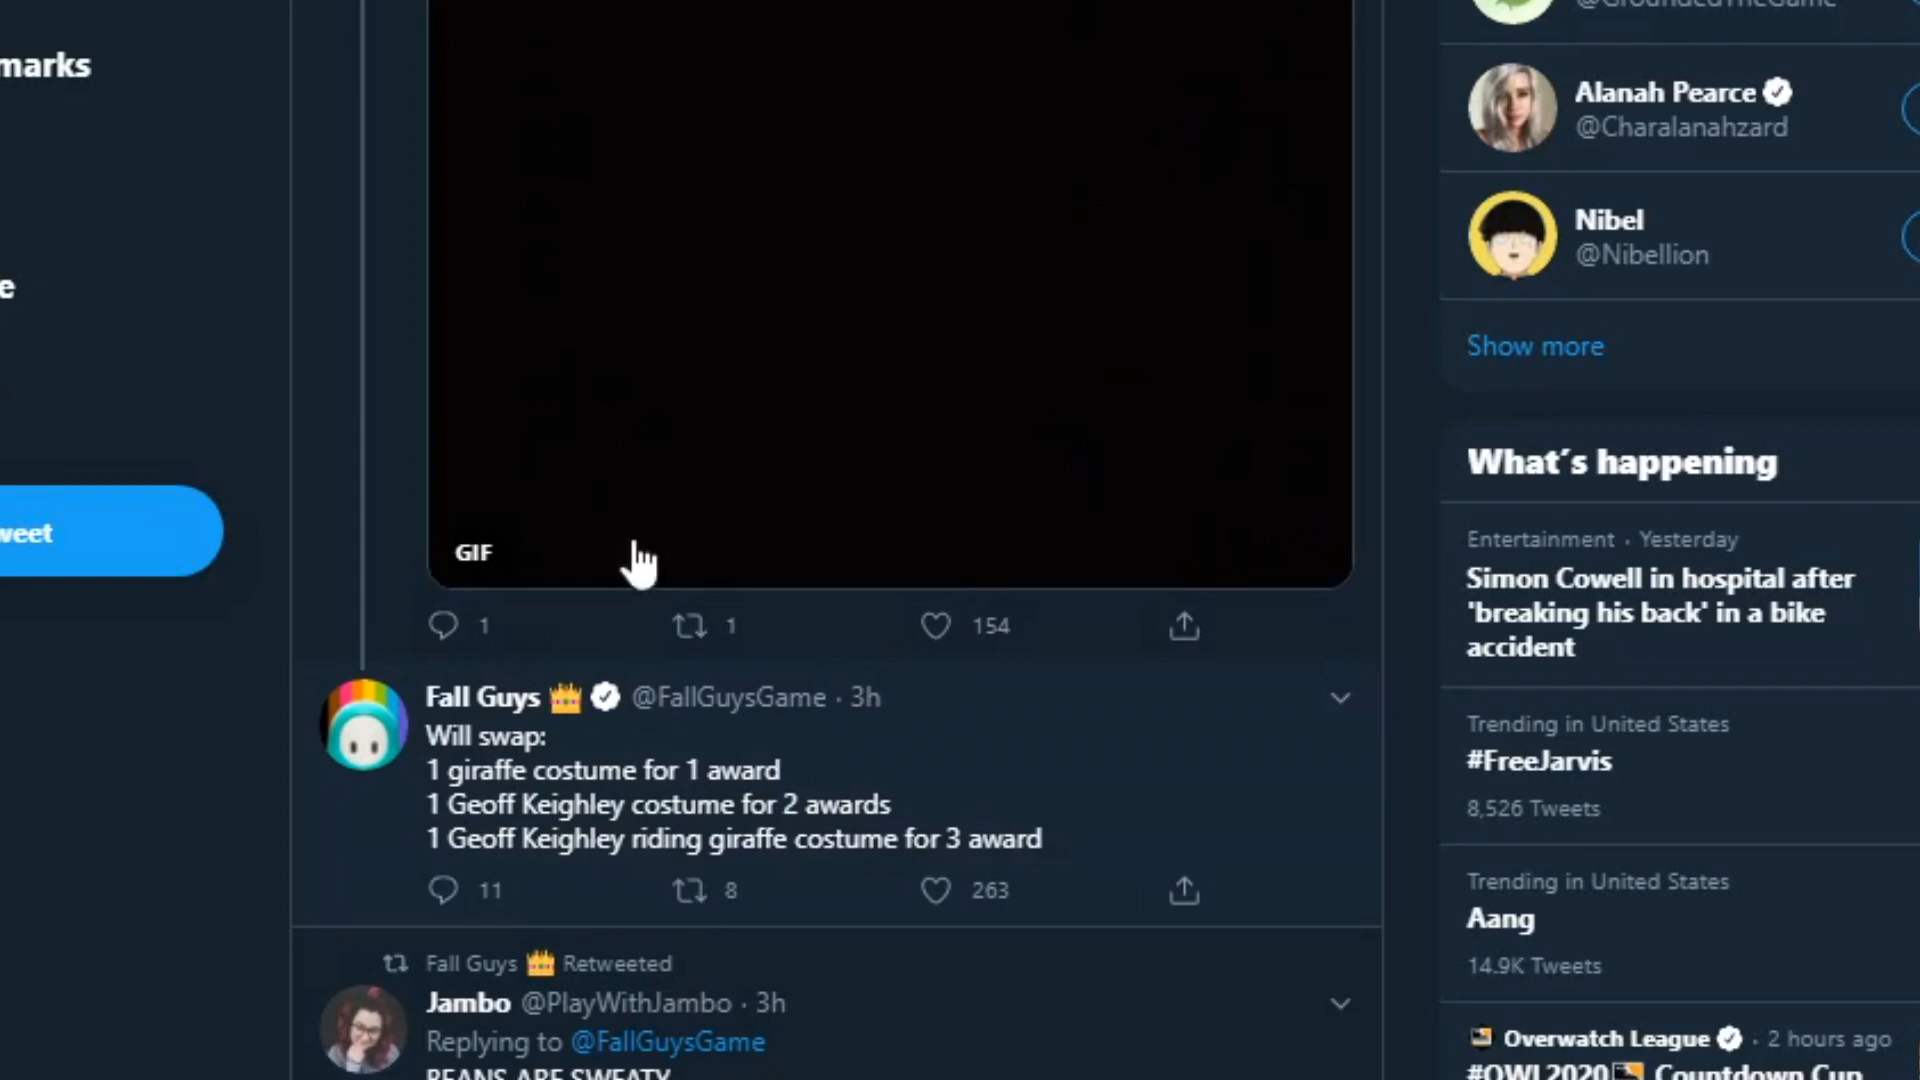 marks
e
weet
GIF
1
1
154
Fall Guys @FallGuysGame · 3h
Will swap:
1 giraffe costume for 1 award
1 Geoff Keighley costume for 2 awards
1 Geoff Keighley riding giraffe costume for 3 award
11
8
263
Fall Guys Retweeted
Jambo @PlayWithJambo · 3h
Replying to @FallGuysGame
BEANS ARE SWEATY
@GroundedTheGame
Alanah Pearce
@Charalanahzard
Nibel
@Nibellion
Show more
What's happening
Entertainment · Yesterday
Simon Cowell in hospital after
'breaking his back' in a bike
accident
Trending in United States
#FreeJarvis
8,526 Tweets
Trending in United States
Aang
14.9K Tweets
Overwatch League · 2 hours ago
#OWL2020 Countdown Cup